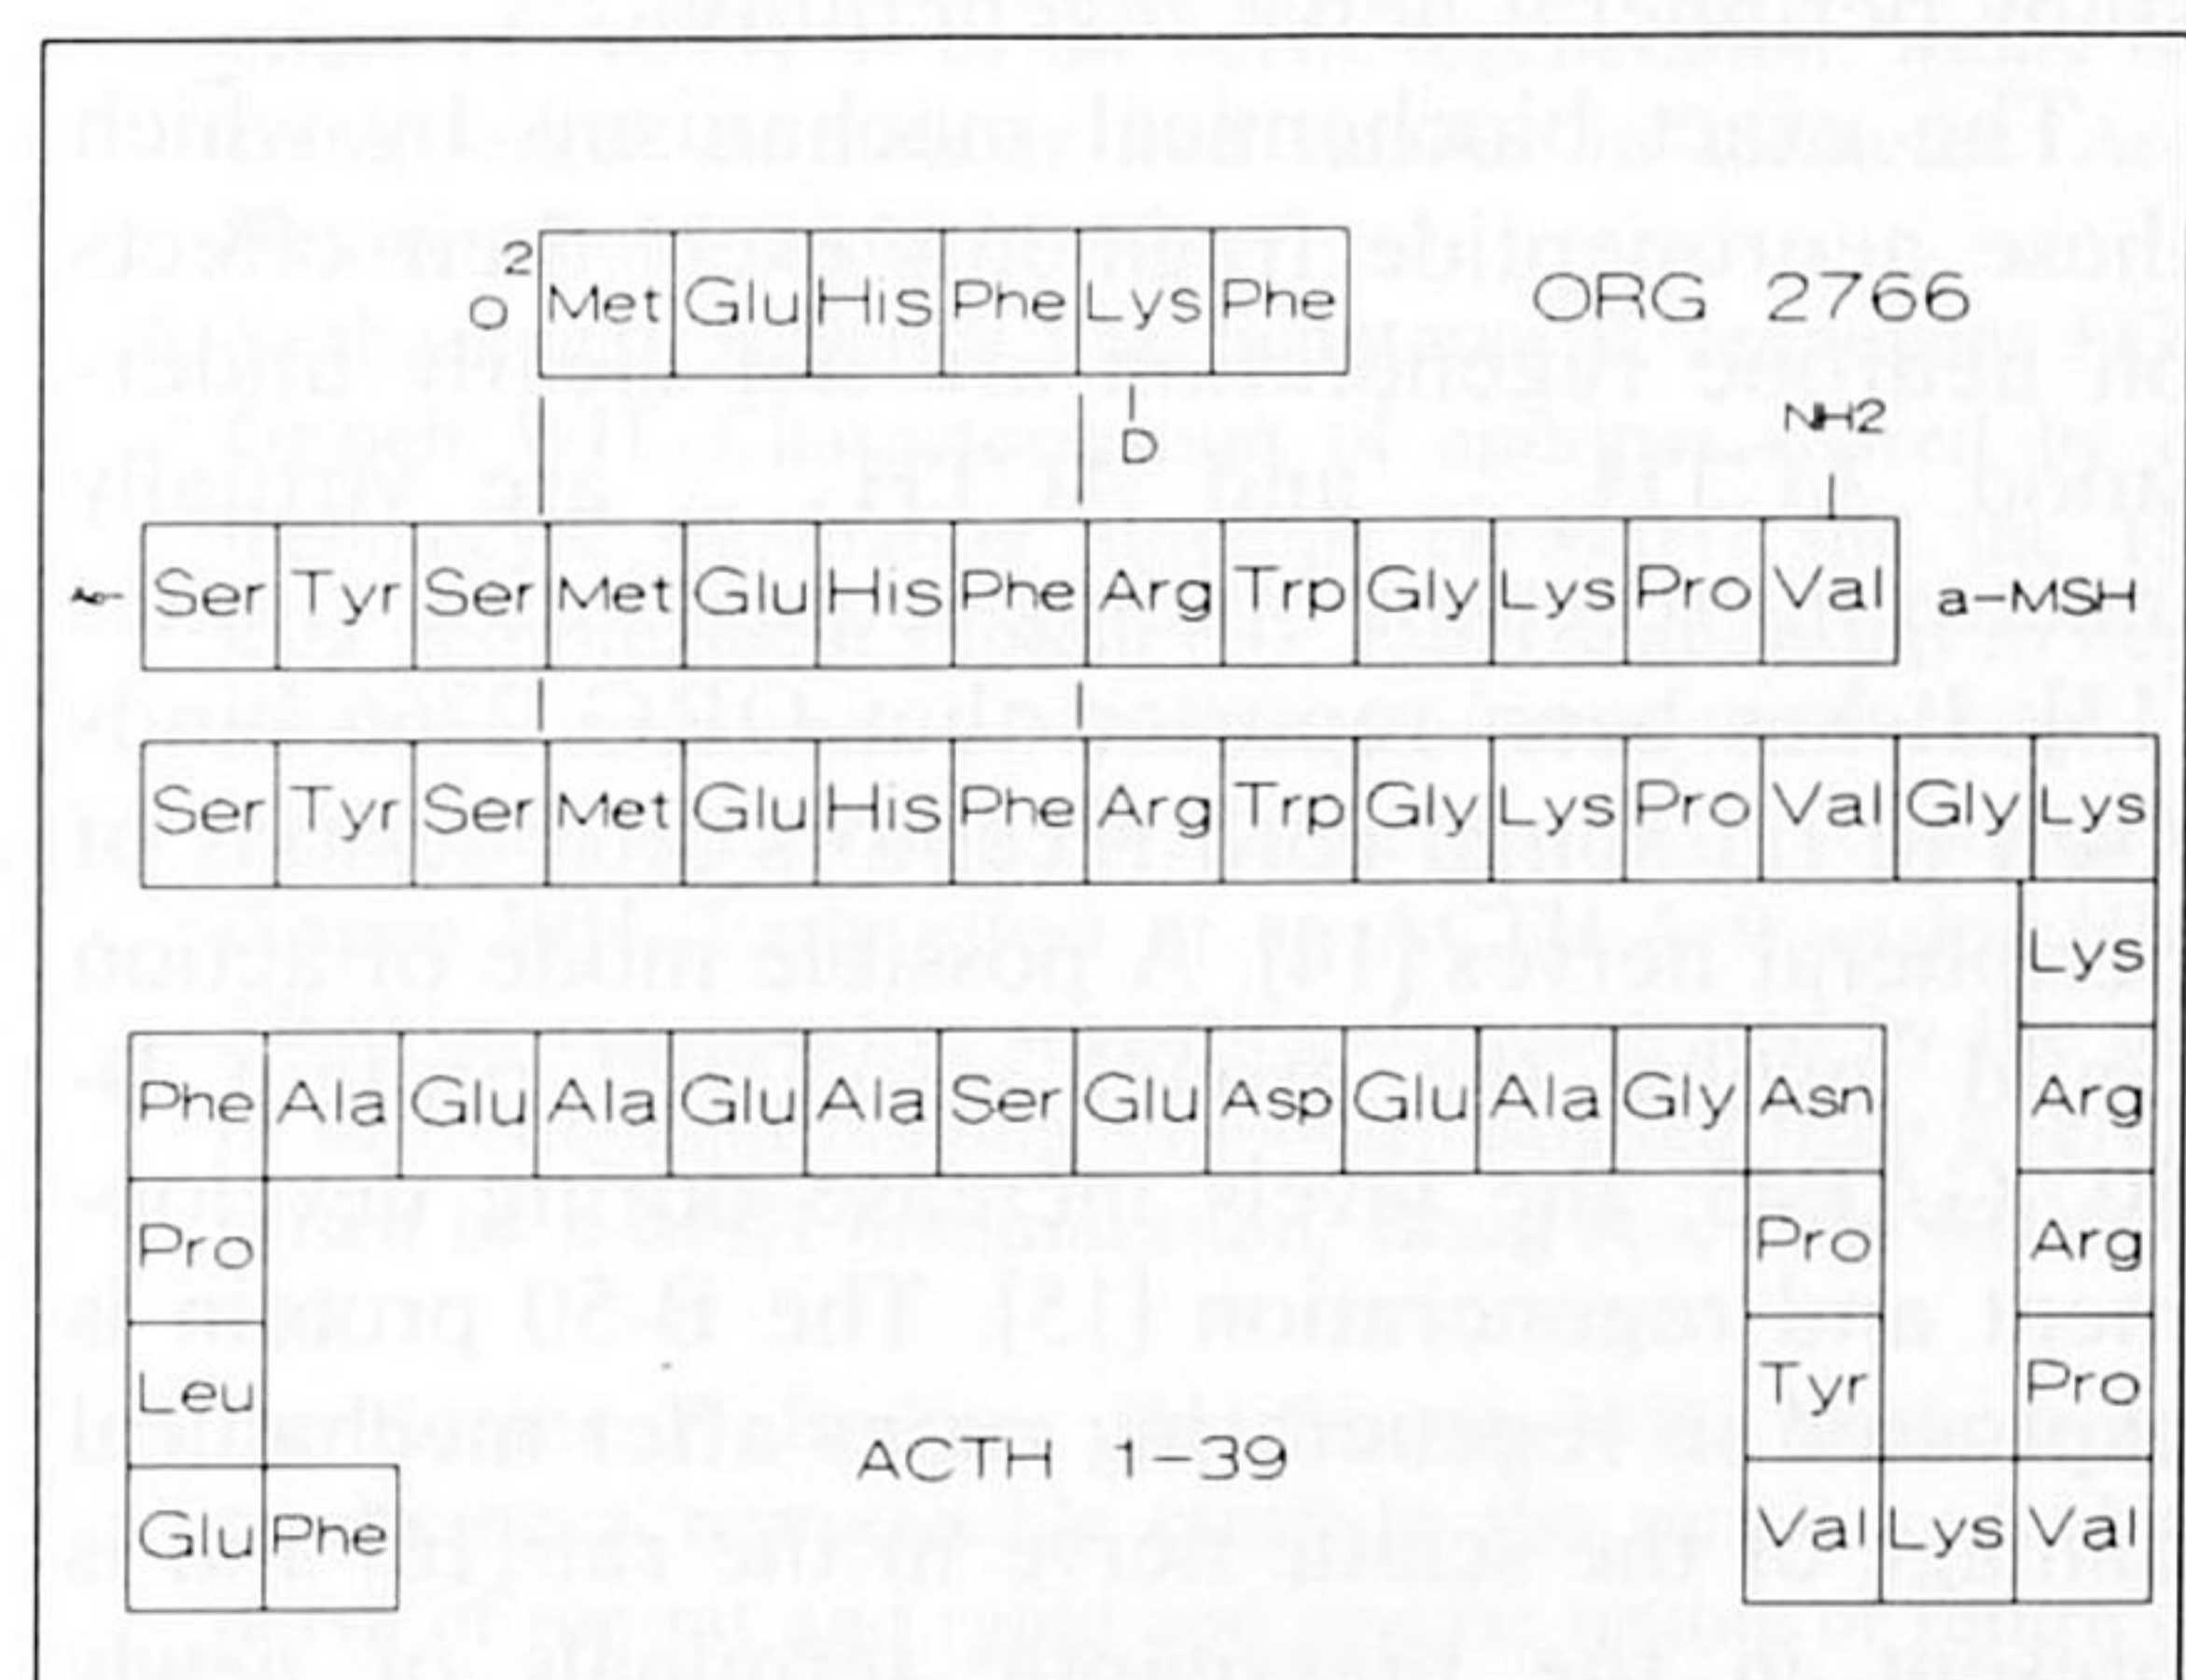 2
O Met Glu His Phe Lys Phe ORG 2766
D
NH2
Ser Tyr Ser Met Glu His Phe Arg Trp Gly Lys Pro Val a-MSH
Ser Tyr Ser Met Glu His Phe Arg Trp Gly Lys Pro Val Gly Lys
Lys
Phe Ala Glu Ala Glu Ala Ser Glu Asp Glu Ala Gly Asn Arg
Pro Pro Arg
Leu Tyr Pro
ACTH 1-39
Glu Phe Val Lys Val